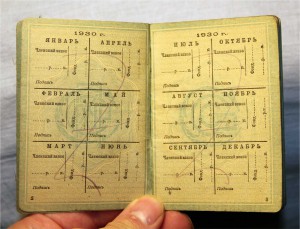 1930 г.
ЯНВАРЬ
АПРЕЛЬ
Членский взнос
Членский взнос
р.
к.
Подпись
Подпись
ФЕВРАЛЬ
МАЙ
Членский взнос
Членский взнос
Подпись
Подпись
МАРТ
ИЮНЬ
Членский взнос
Членский взнос
Подпись
Подпись
2
1930 г.
ИЮЛЬ
ОКТЯБРЬ
Членский взнос
Членский взнос
Подпись
Подпись
АВГУСТ
НОЯБРЬ
Членский взнос
Членский взнос
Подпись
Подпись
СЕНТЯБРЬ
ДЕКАБРЬ
Членский взнос
Членский взнос
Подпись
Подпись
3